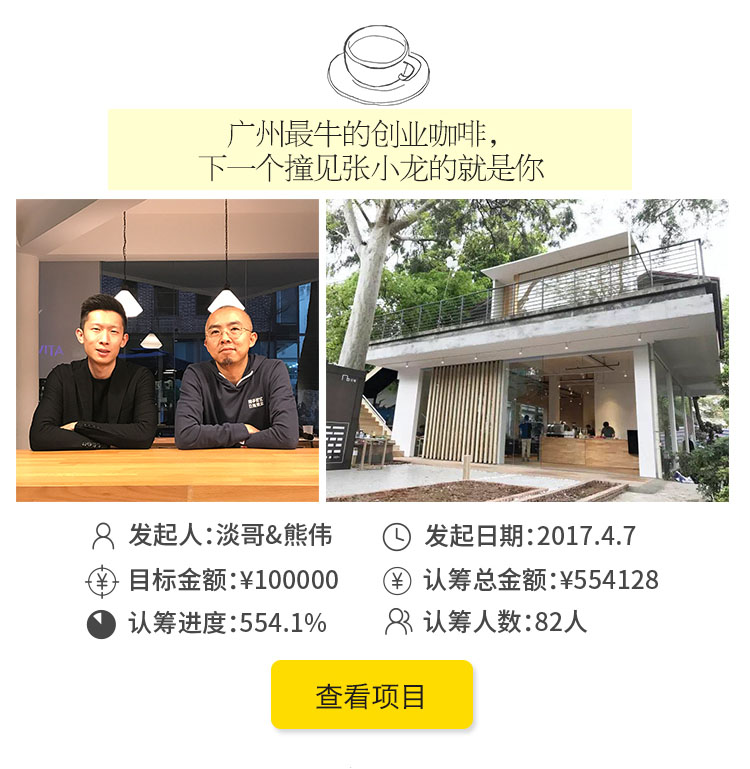 广州最牛的创业咖啡，
下一个撞见张小龙的就是你
发起人：淡哥&熊伟
发起日期：2017.4.7
目标金额：¥100000
认筹总金额：¥554128
认筹进度：554.1%
认筹人数：82人
查看项目